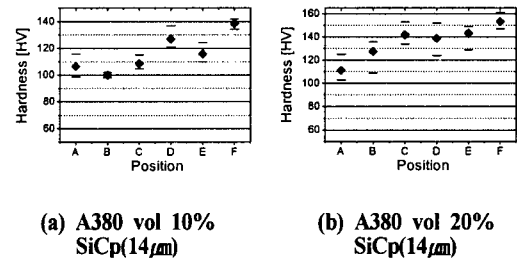 Hardness [HV]
140
120
100
80
60
A B C D E F
Position
Hardness [HV]
160
140
120
100
80
60
A B C D E F
Position
(a) A380 vol 10%
SiCp(14㎛)
(b) A380 vol 20%
SiCp(14㎛)